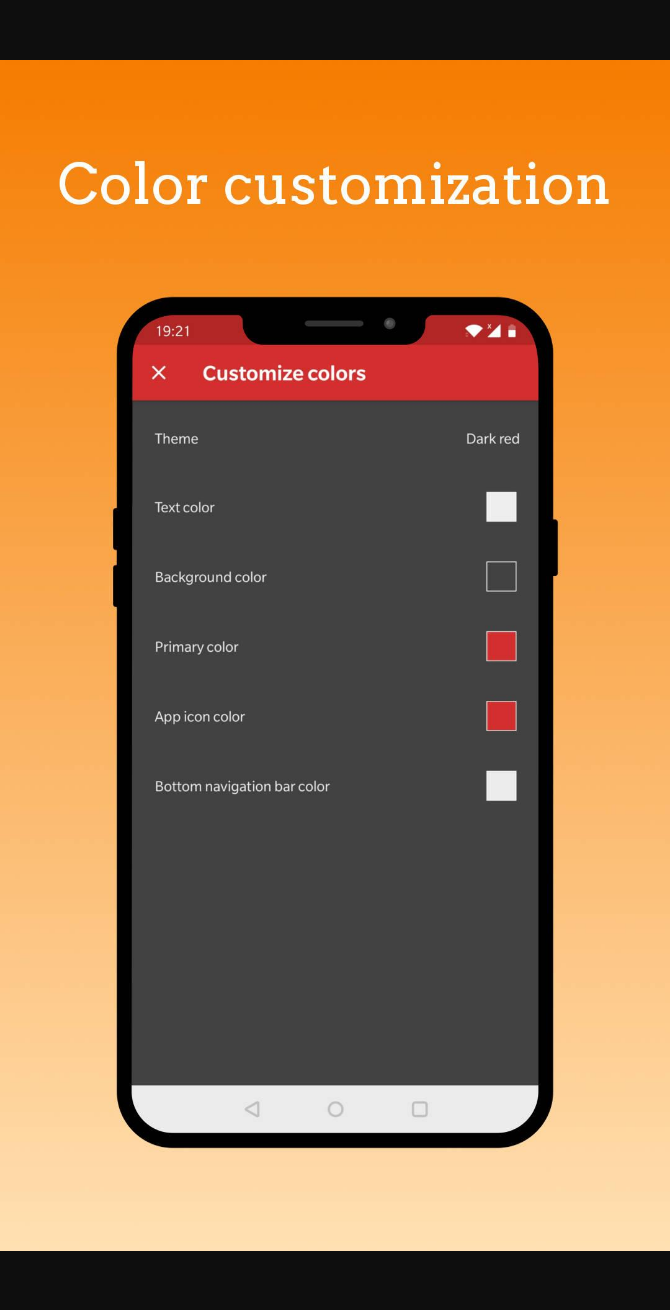 Color customization
19:21
Customize colors
Theme Dark red
Text color
Background color
Primary color
App icon color
Bottom navigation bar color